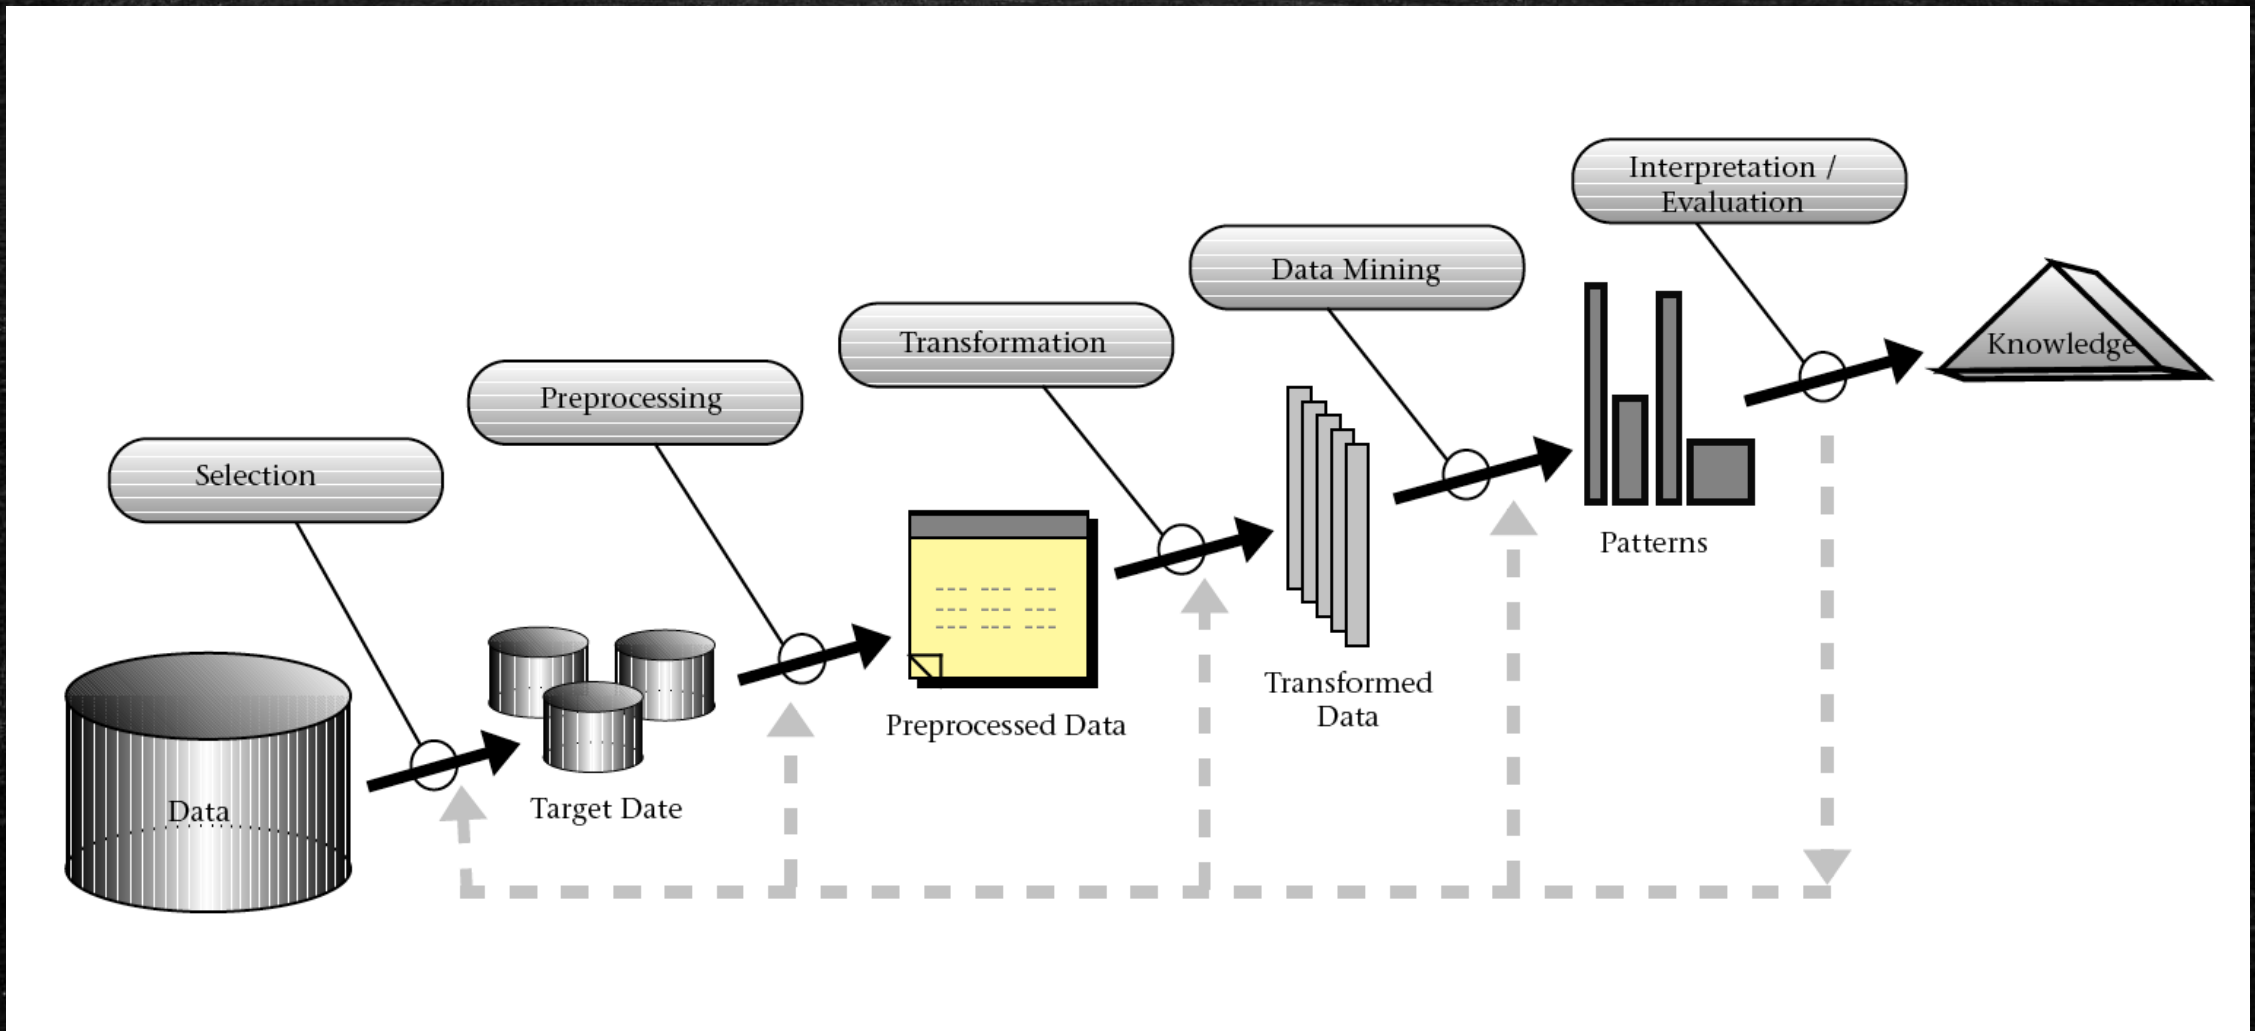 Interpretation /
Evaluation
Data Mining
Transformation
Preprocessing
Selection
Knowledge
Patterns
Transformed
Data
Preprocessed Data
Target Date
Data